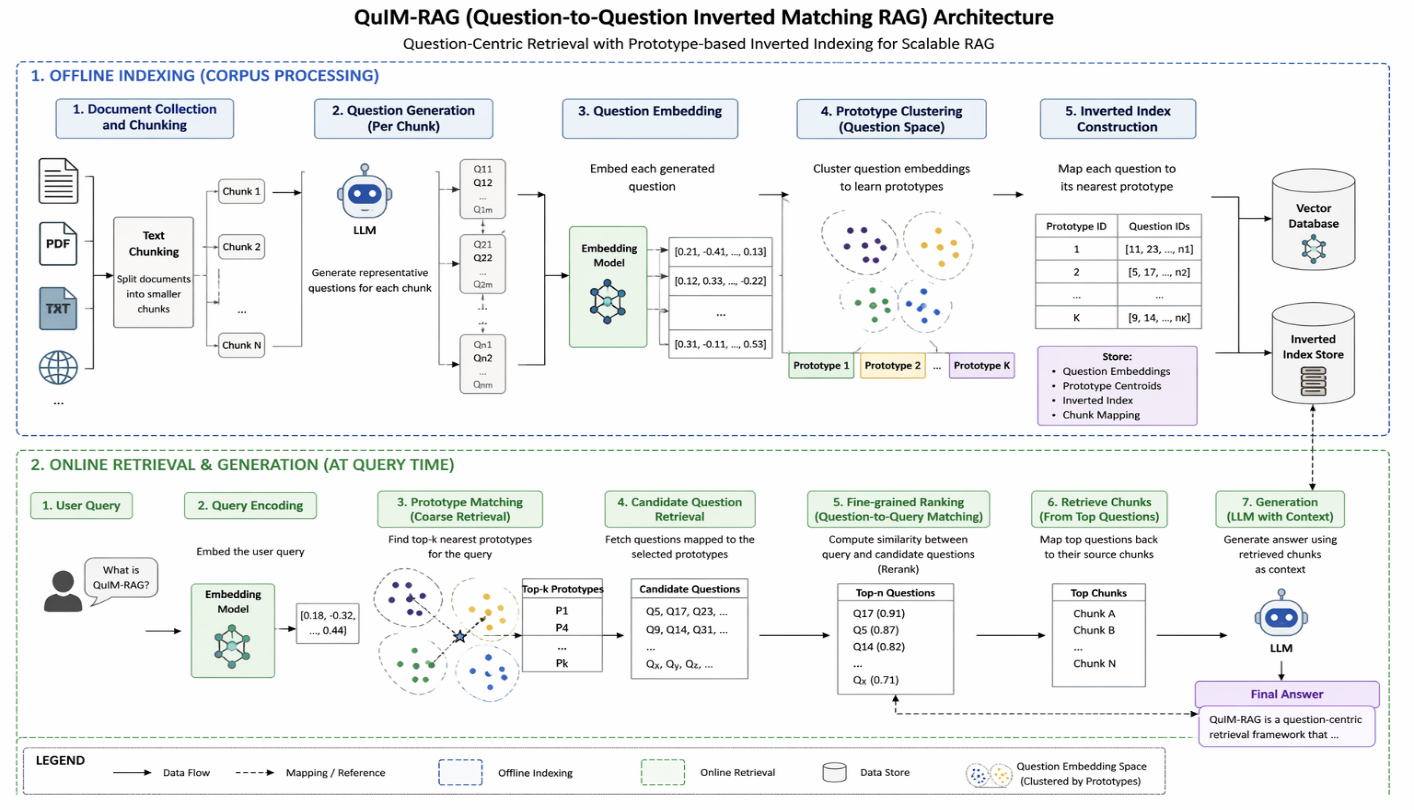 QuIM-RAG (Question-to-Question Inverted Matching RAG) Architecture
Question-Centric Retrieval with Prototype-based Inverted Indexing for Scalable RAG
1. OFFLINE INDEXING (CORPUS PROCESSING)
1. Document Collection
and Chunking
PDF
TXT
...
Text
Chunking
Split documents
into smaller
chunks
Chunk 1
Chunk 2
...
Chunk N
2. Question Generation
(Per Chunk)
LLM
Generate representative
questions for each chunk
Q11
Q12
...
Q1m
Q21
Q22
...
Q2m
...
Qn1
Qn2
...
Qnm
3. Question Embedding
Embed each generated
question
Embedding
Model
[0.21, -0.41, ..., 0.13]
[0.12, 0.33, ..., -0.22]
...
[0.31, -0.11, ..., 0.53]
4. Prototype Clustering
(Question Space)
Cluster question embeddings
to learn prototypes
Prototype 1
Prototype 2
...
Prototype K
5. Inverted Index
Construction
Map each question to
its nearest prototype
Prototype ID Question IDs
1 [11, 23, ..., n1]
2 [5, 17, ..., n2]
... ...
K [9, 14, ..., nK]
Store:
• Question Embeddings
• Prototype Centroids
• Inverted Index
• Chunk Mapping
Vector
Database
Inverted
Index Store
2. ONLINE RETRIEVAL & GENERATION (AT QUERY TIME)
1. User Query
What is
QuIM-RAG?
2. Query Encoding
Embed the user query
Embedding
Model
[0.18, -0.32,
..., 0.44]
3. Prototype Matching
(Coarse Retrieval)
Find top-k nearest prototypes
for the query
Top-k Prototypes
P1
P4
...
Pk
4. Candidate Question
Retrieval
Fetch questions mapped to the
selected prototypes
Candidate Questions
Q5, Q17, Q23, ...
Q9, Q14, Q31, ...
...
Qx, Qy, Qz, ...
5. Fine-grained Ranking
(Question-to-Query Matching)
Compute similarity between
query and candidate questions
(Rerank)
Top-n Questions
Q17 (0.91)
Q5 (0.87)
Q14 (0.82)
...
Qx (0.71)
6. Retrieve Chunks
(From Top Questions)
Map top questions back
to their source chunks
Top Chunks
Chunk A
Chunk B
...
Chunk N
7. Generation
(LLM with Context)
Generate answer using
retrieved chunks
as context
LLM
Final Answer
QuIM-RAG is a question-centric
retrieval framework that ...
LEGEND
Data Flow
Mapping / Reference
Offline Indexing
Online Retrieval
Data Store
Question Embedding Space
(Clustered by Prototypes)